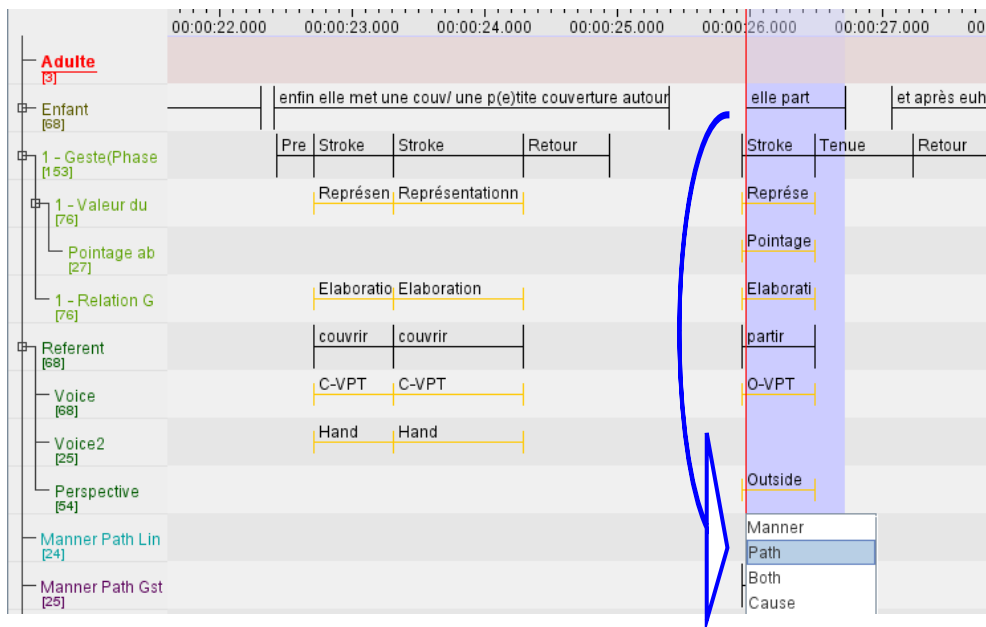 00:00:22.000 00:00:23.000 00:00:24.000 00:00:25.000 00:00:26.000 00:00:27.000 00
Adulte
[3]
Enfant enfin elle met une couv/ une p(e)tite couverture autour elle part et après euh
[68]
1 - Geste(Phase Pre Stroke Stroke Retour Stroke Tenue Retour
[153]
1 - Valeur du Représen Représentationn Représe
[76]
Pointage ab Pointage
[27]
1 - Relation G Elaboratio Elaboration Elaborati
[76]
Referent couvrir couvrir partir
[68]
Voice C-VPT C-VPT O-VPT
[68]
Voice2 Hand Hand
[25]
Perspective Outside
[54]
Manner Path Lin Manner
[24] Path
Manner Path Gst Both
[25] Cause